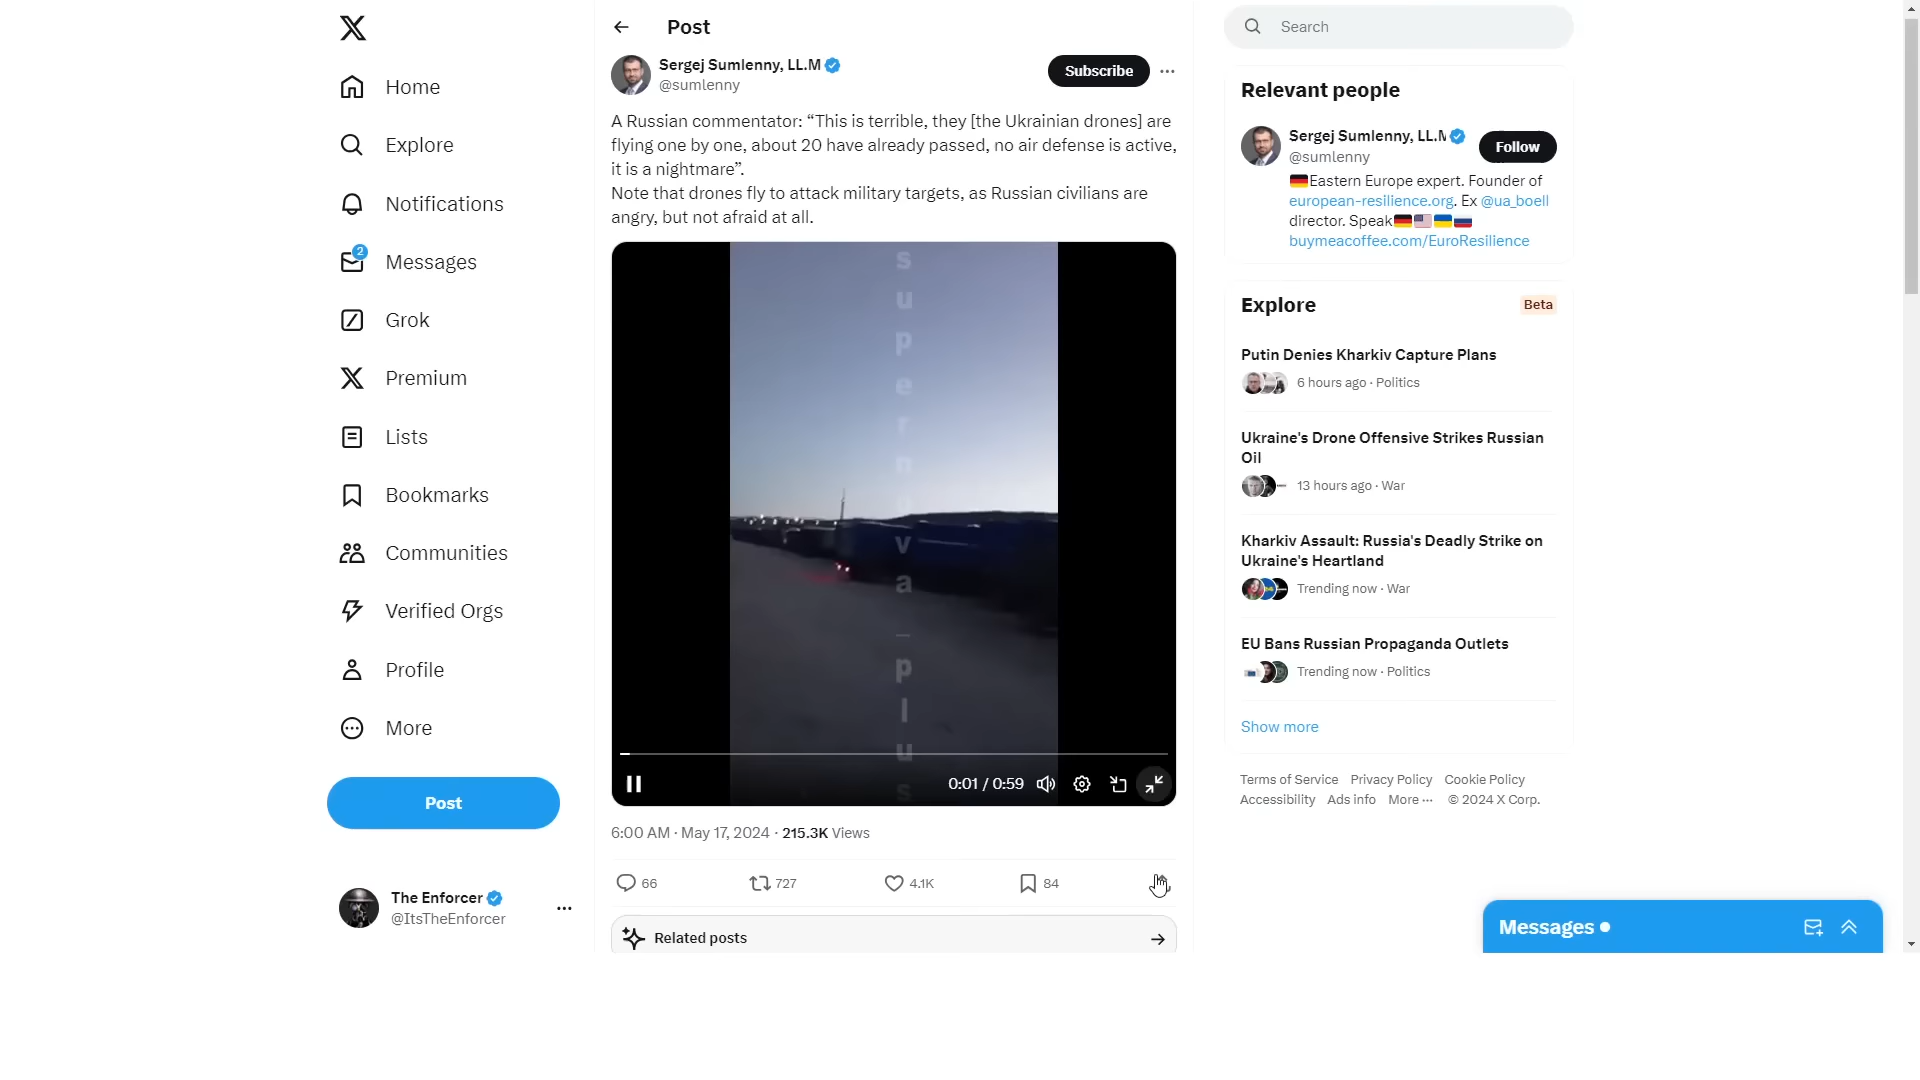 Home
Explore
Notifications
2
Messages
Grok
Premium
Lists
Bookmarks
Communities
Verified Orgs
Profile
More
Post
The Enforcer
@ItsTheEnforcer
Post
Sergej Sumlenny, LL.M
@sumlenny
Subscribe
A Russian commentator: “This is terrible, they [the Ukrainian drones] are
flying one by one, about 20 have already passed, no air defense is active,
it is a nightmare”.
Note that drones fly to attack military targets, as Russian civilians are
angry, but not afraid at all.
s
u
p
e
r
n
v
a
_
p
l
u
s
0:01 / 0:59
6:00 AM · May 17, 2024 · 215.3K Views
66
727
4.1K
84
Related posts
Search
Relevant people
Sergej Sumlenny, LL.M
@sumlenny
Follow
Eastern Europe expert. Founder of
european-resilience.org. Ex @ua_boell
director. Speak
buymeacoffee.com/EuroResilience
Explore
Beta
Putin Denies Kharkiv Capture Plans
6 hours ago · Politics
Ukraine's Drone Offensive Strikes Russian
Oil
13 hours ago · War
Kharkiv Assault: Russia's Deadly Strike on
Ukraine's Heartland
Trending now · War
EU Bans Russian Propaganda Outlets
Trending now · Politics
Show more
Terms of Service Privacy Policy Cookie Policy
Accessibility Ads info More ··· © 2024 X Corp.
Messages